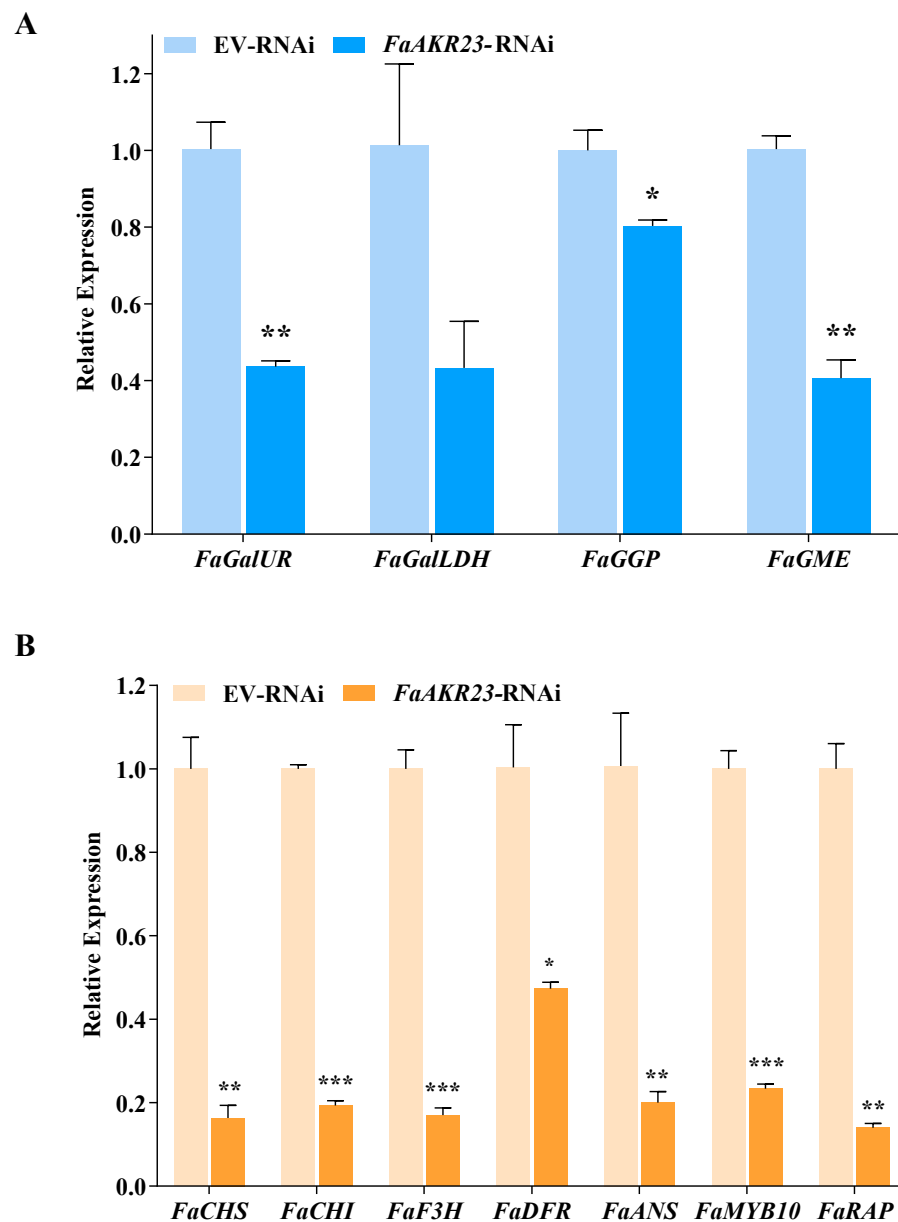 A
EV-RNAi FaAKR23-RNAi
1.2
1.0
0.8
0.6
0.4
0.2
0.0
Relative Expression
** * **
FaGalUR FaGalLDH FaGGP FaGME
B
EV-RNAi FaAKR23-RNAi
1.2
1.0
0.8
0.6
0.4
0.2
0.0
Relative Expression
** *** *** * ** *** **
FaCHS FaCHI FaF3H FaDFR FaANS FaMYB10 FaRAP